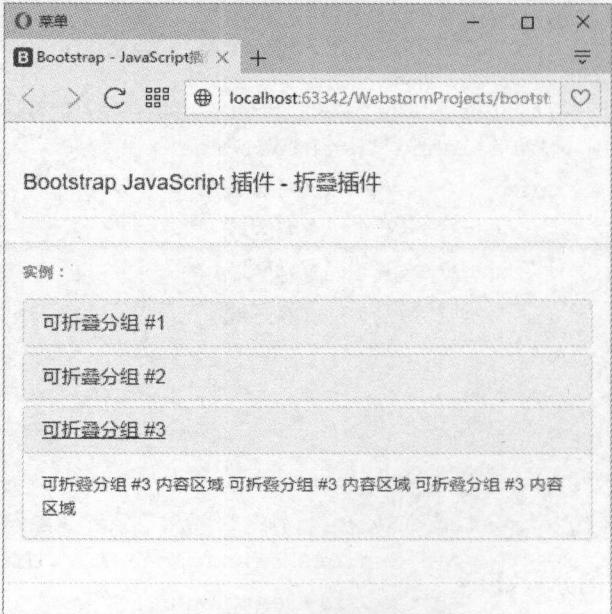 菜单
Bootstrap - JavaScript插
localhost:63342/WebstormProjects/bootst
Bootstrap JavaScript 插件 - 折叠插件
实例：
可折叠分组 #1
可折叠分组 #2
可折叠分组 #3
可折叠分组 #3 内容区域 可折叠分组 #3 内容区域 可折叠分组 #3 内容
区域